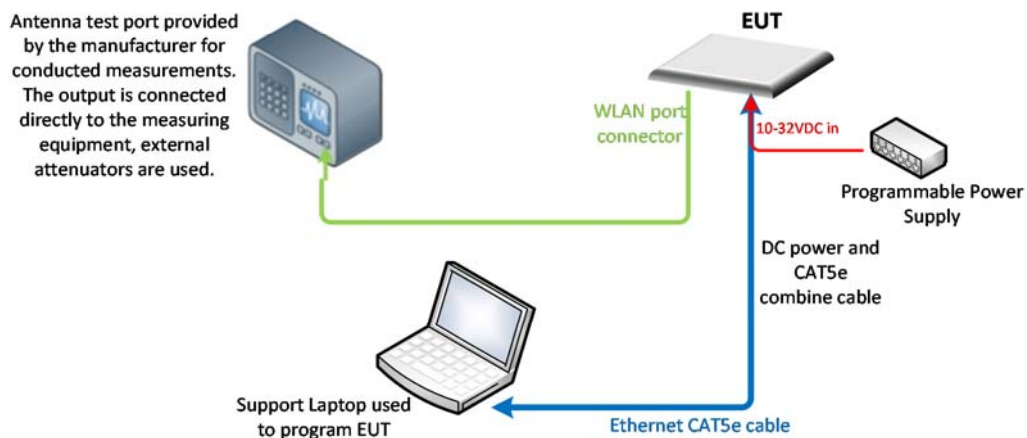 Antenna test port provided
by the manufacturer for
conducted measurements.
The output is connected
directly to the measuring
equipment, external
attenuators are used.
EUT
WLAN port
connector
10-32VDC in
Programmable Power
Supply
DC power and
CAT5e
combine cable
Support Laptop used
to program EUT
Ethernet CAT5e cable